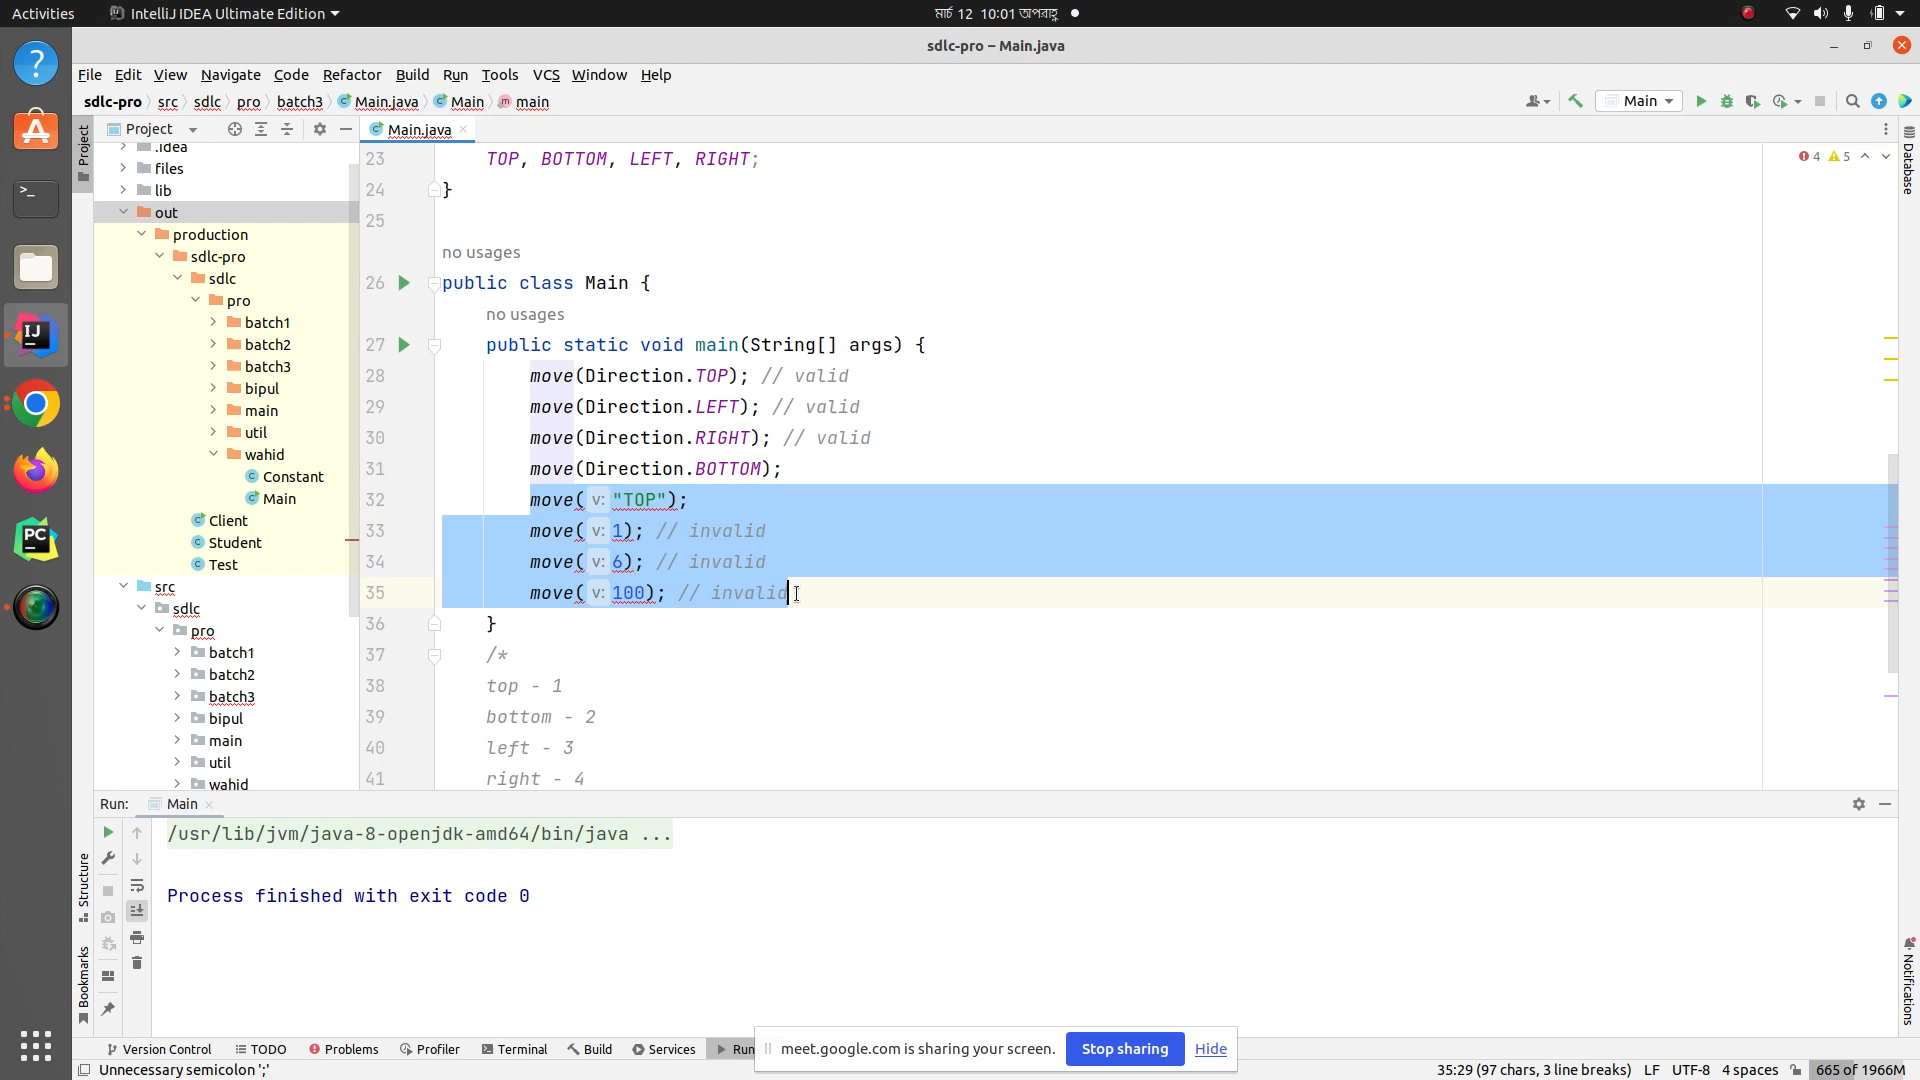 Activities IntelliJ IDEA Ultimate Edition মার্চ 12 10:01 অপরাহ্ণ
sdlc-pro – Main.java
File Edit View Navigate Code Refactor Build Run Tools VCS Window Help
sdlc-pro src sdlc pro batch3 Main.java Main main Main
Project Main.java
.idea
files
lib
out
production
sdlc-pro
sdlc
pro
batch1
batch2
batch3
bipul
main
util
wahid
Constant
Main
Client
Student
Test
src
sdlc
pro
batch1
batch2
batch3
bipul
main
util
wahid
Project
Structure
Bookmarks
Database
Notifications
4 5
23 TOP, BOTTOM, LEFT, RIGHT;
24 }
25
no usages
26 public class Main {
no usages
27 public static void main(String[] args) {
28 move(Direction.TOP); // valid
29 move(Direction.LEFT); // valid
30 move(Direction.RIGHT); // valid
31 move(Direction.BOTTOM);
32 move( v: "TOP");
33 move( v: 1); // invalid
34 move( v: 6); // invalid
35 move( v: 100); // invalid
36 }
37 /*
38 top - 1
39 bottom - 2
40 left - 3
41 right - 4
Run: Main
/usr/lib/jvm/java-8-openjdk-amd64/bin/java ...
Process finished with exit code 0
Version Control TODO Problems Profiler Terminal Build Services Run
meet.google.com is sharing your screen. Stop sharing Hide
Unnecessary semicolon ';' 35:29 (97 chars, 3 line breaks) LF UTF-8 4 spaces 665 of 1966M